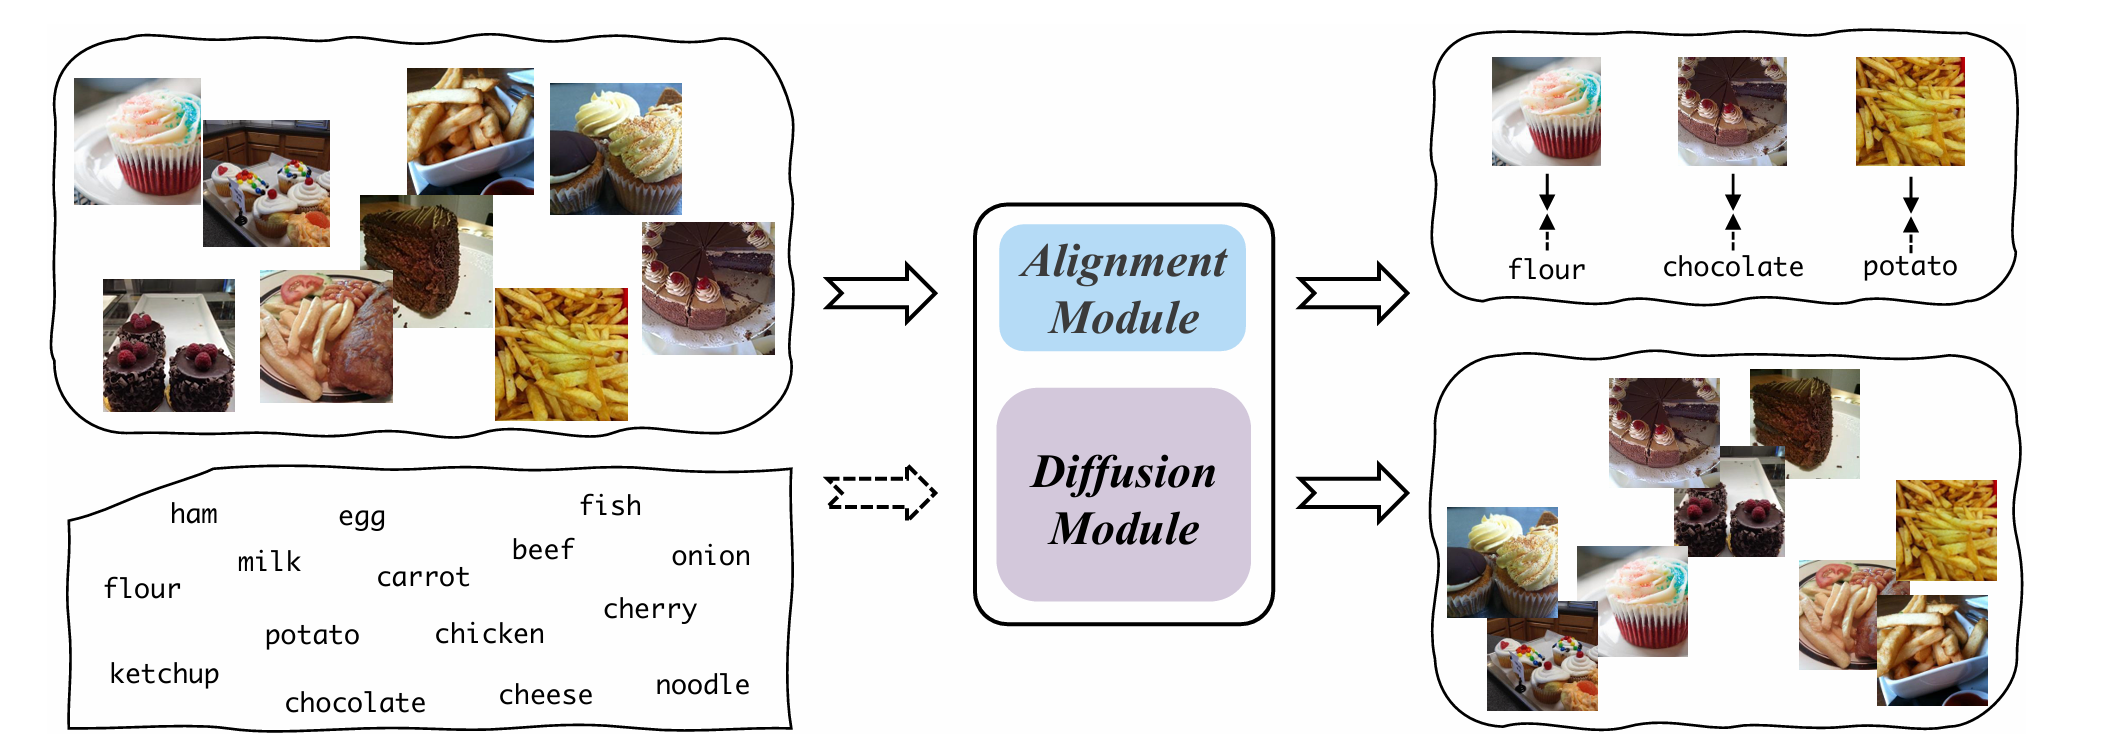 ham
egg
fish
milk
beef
onion
flour
carrot
cherry
potato
chicken
ketchup
chocolate
cheese
noodle
Alignment
Module
Diffusion
Module
flour
chocolate
potato